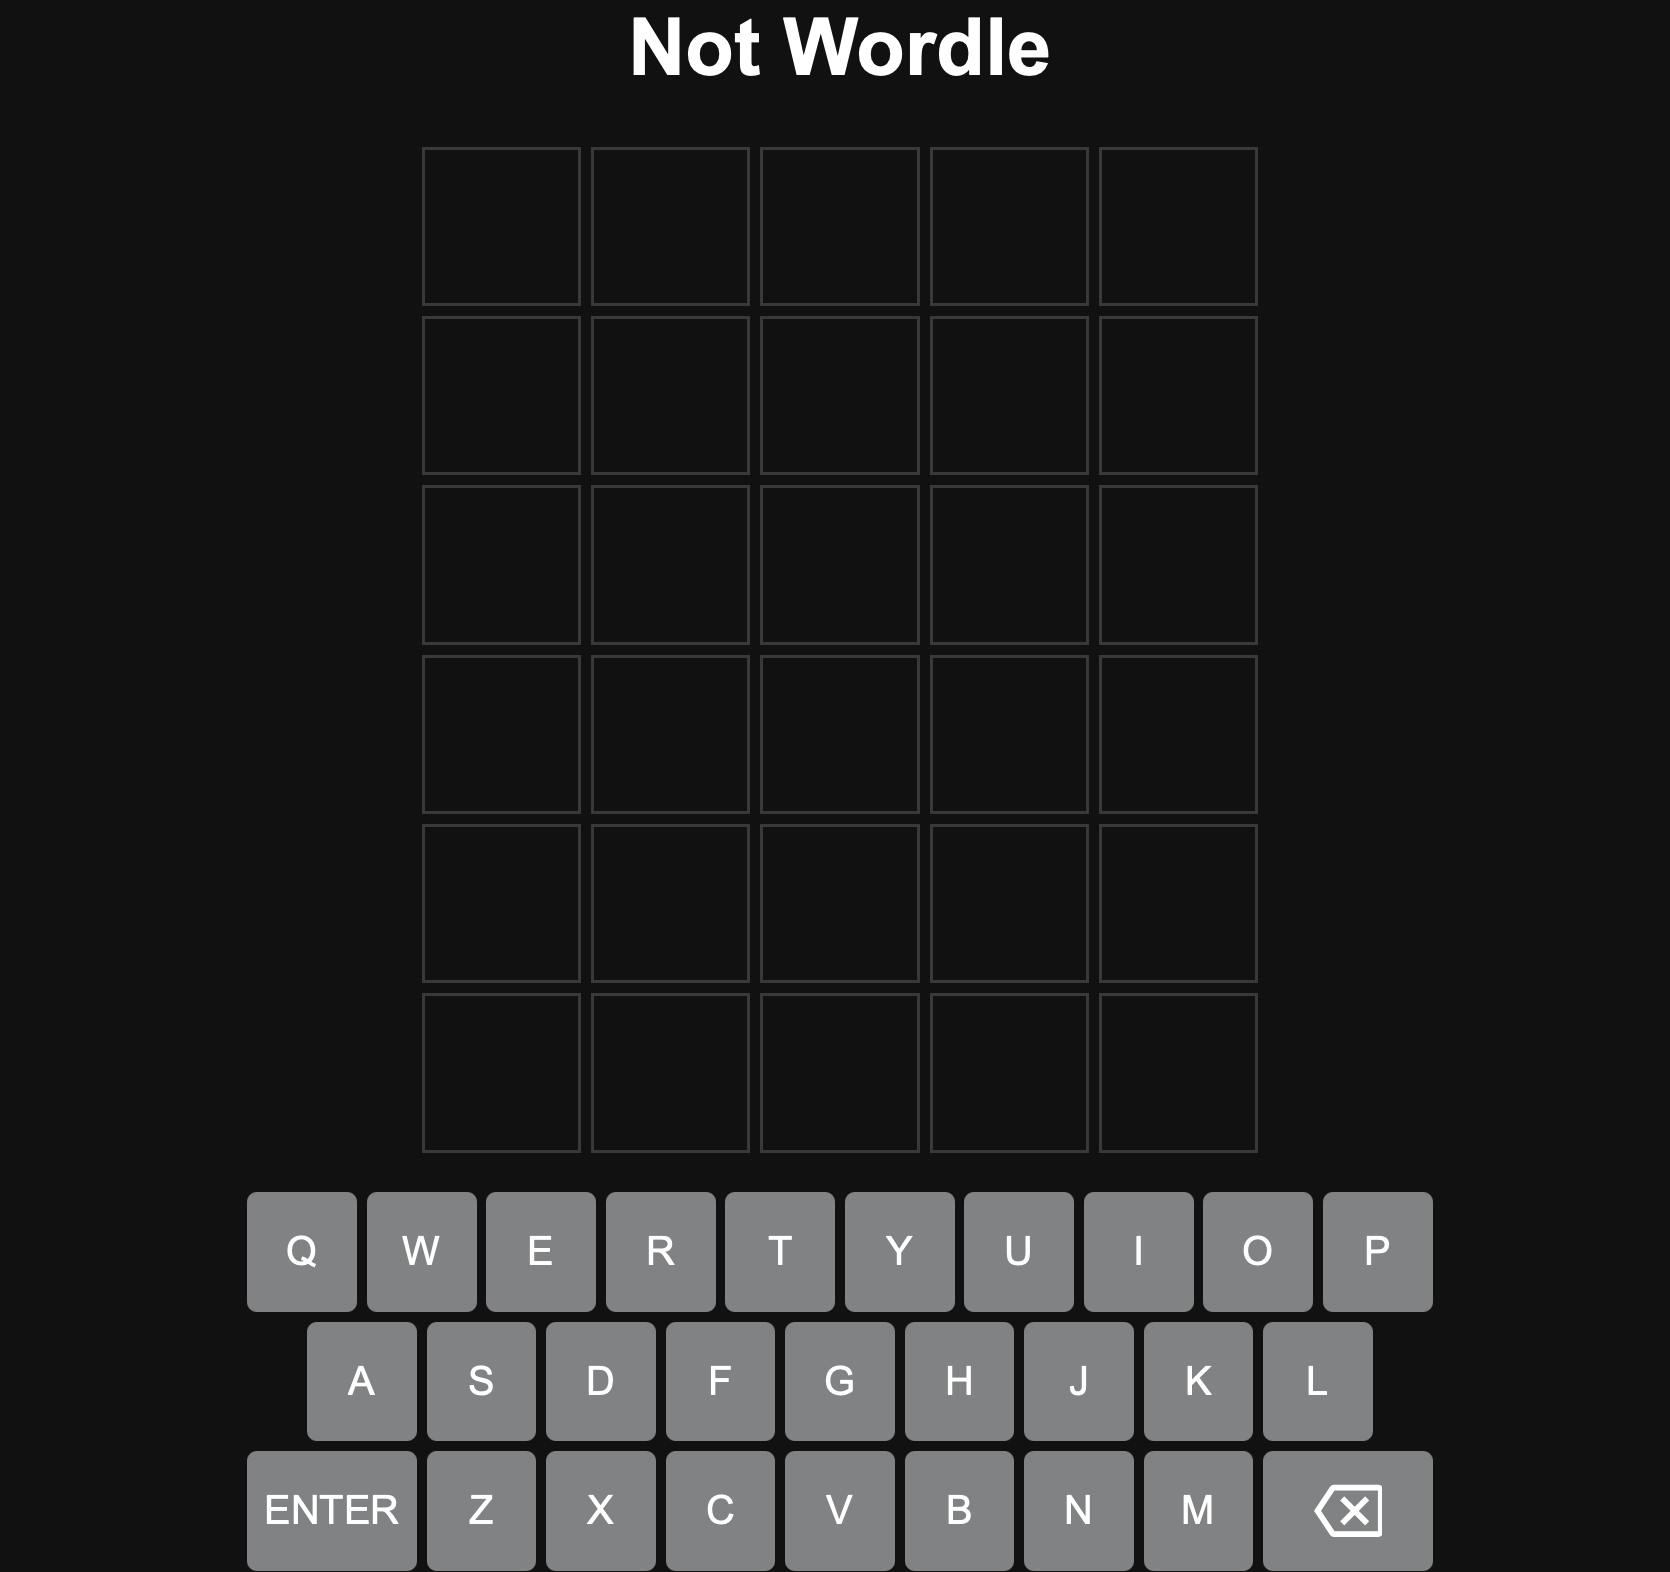 Not Wordle
Q W E R T Y U I O P
A S D F G H J K L
ENTER Z X C V B N M